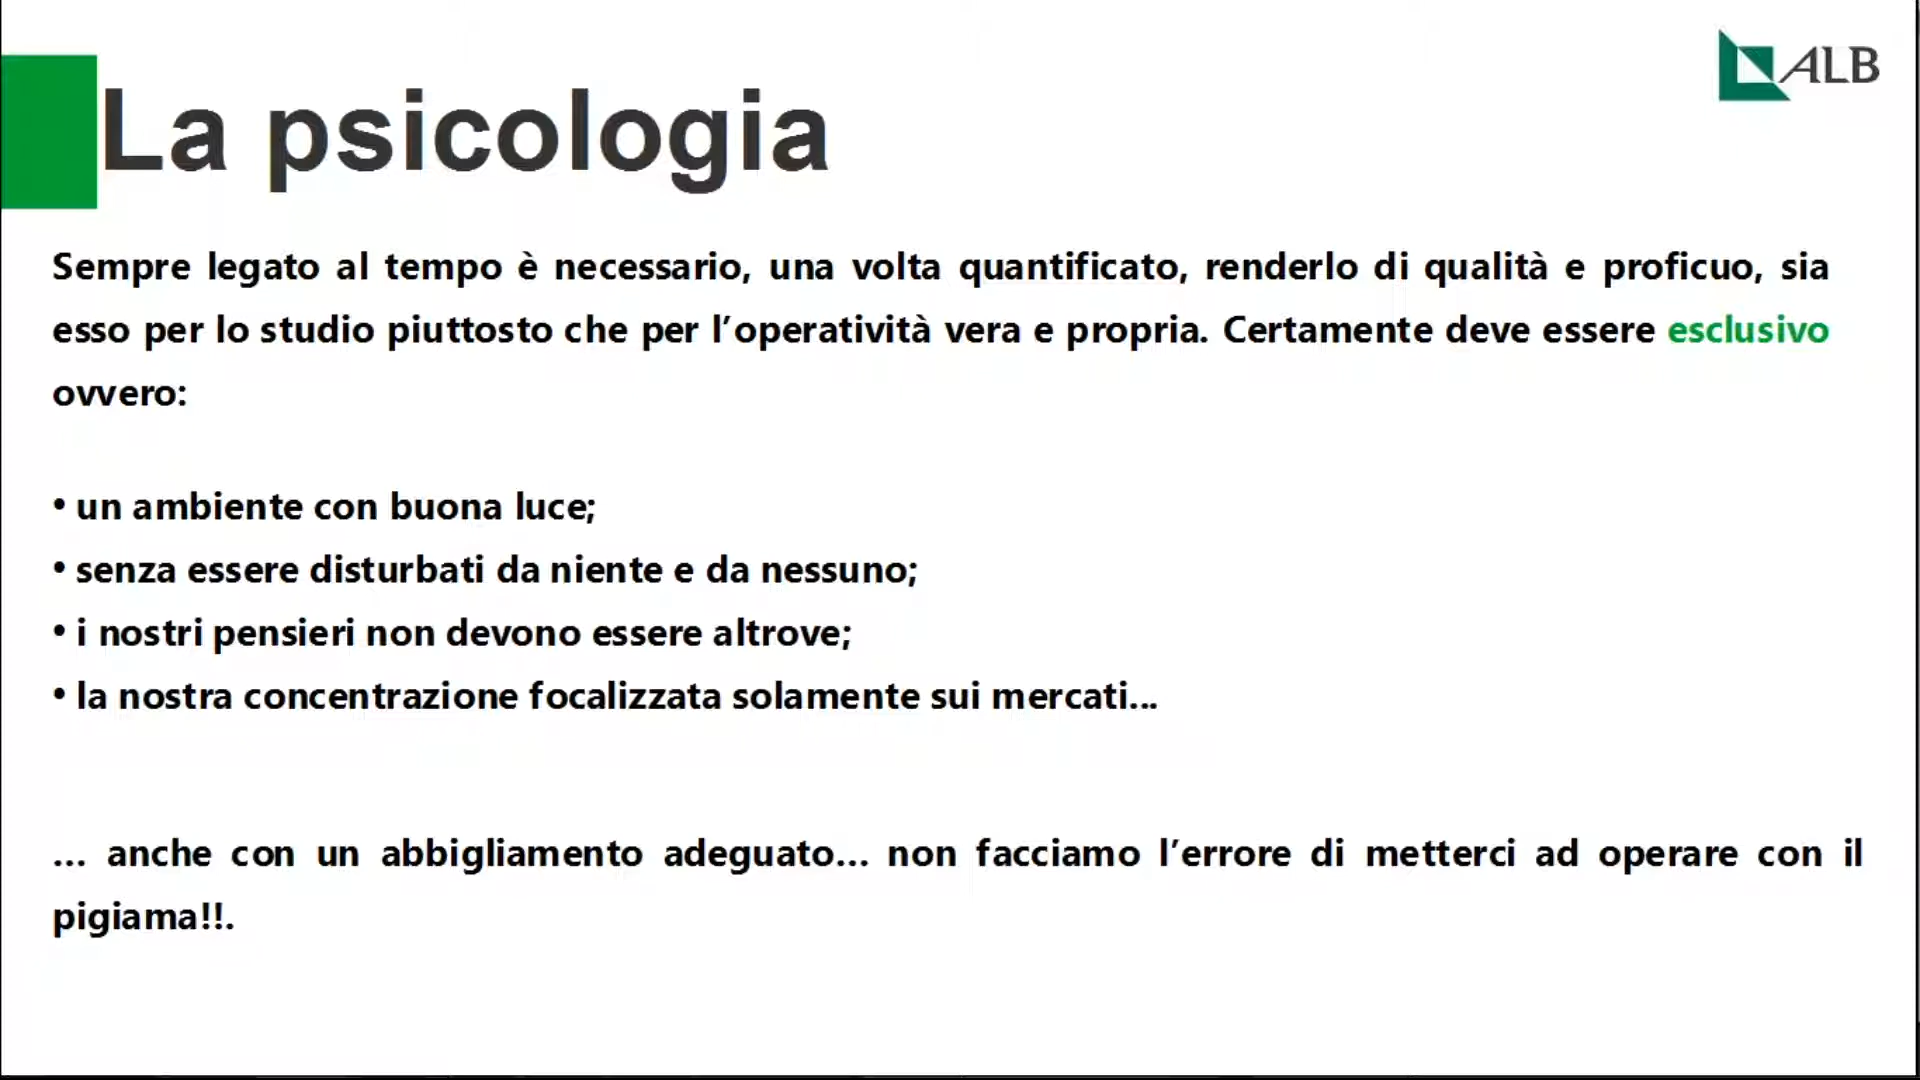 ALB
La psicologia
Sempre legato al tempo è necessario, una volta quantificato, renderlo di qualità e proficuo, sia
esso per lo studio piuttosto che per l’operatività vera e propria. Certamente deve essere esclusivo
ovvero:
• un ambiente con buona luce;
• senza essere disturbati da niente e da nessuno;
• i nostri pensieri non devono essere altrove;
• la nostra concentrazione focalizzata solamente sui mercati…
… anche con un abbigliamento adeguato… non facciamo l’errore di metterci ad operare con il
pigiama!!.